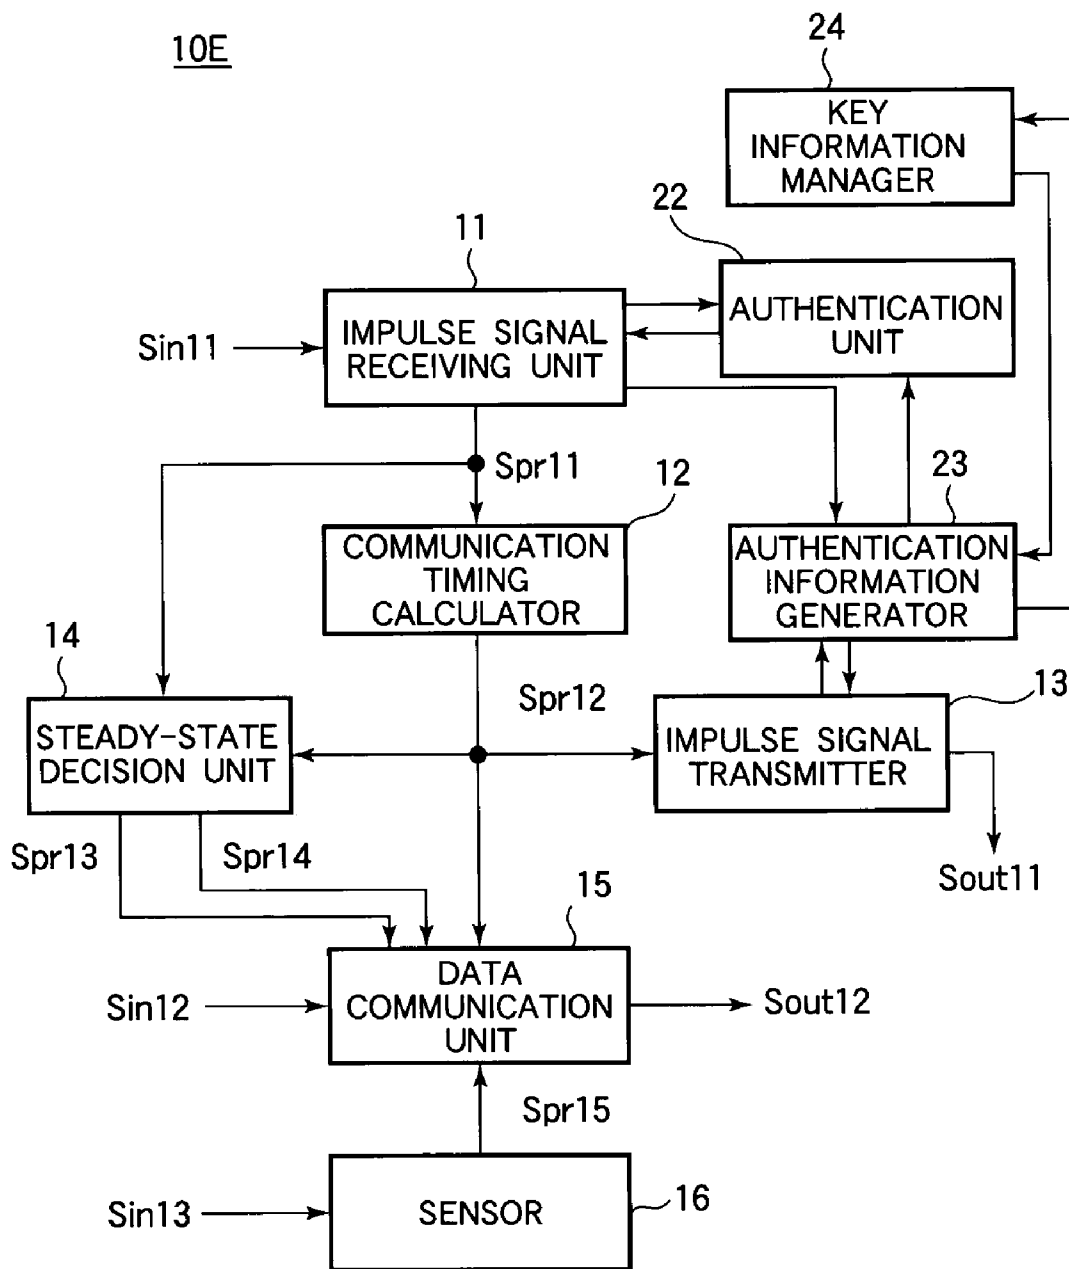 10E
24
KEY
INFORMATION
MANAGER
22
11
AUTHENTICATION
UNIT
IMPULSE SIGNAL
RECEIVING UNIT
Sin11
Spr11
12
23
COMMUNICATION
TIMING
CALCULATOR
AUTHENTICATION
INFORMATION
GENERATOR
14
Spr12
13
STEADY-STATE
DECISION UNIT
IMPULSE SIGNAL
TRANSMITTER
Spr13
Spr14
Sout11
15
DATA
COMMUNICATION
UNIT
Sin12
Sout12
Spr15
Sin13
SENSOR
16